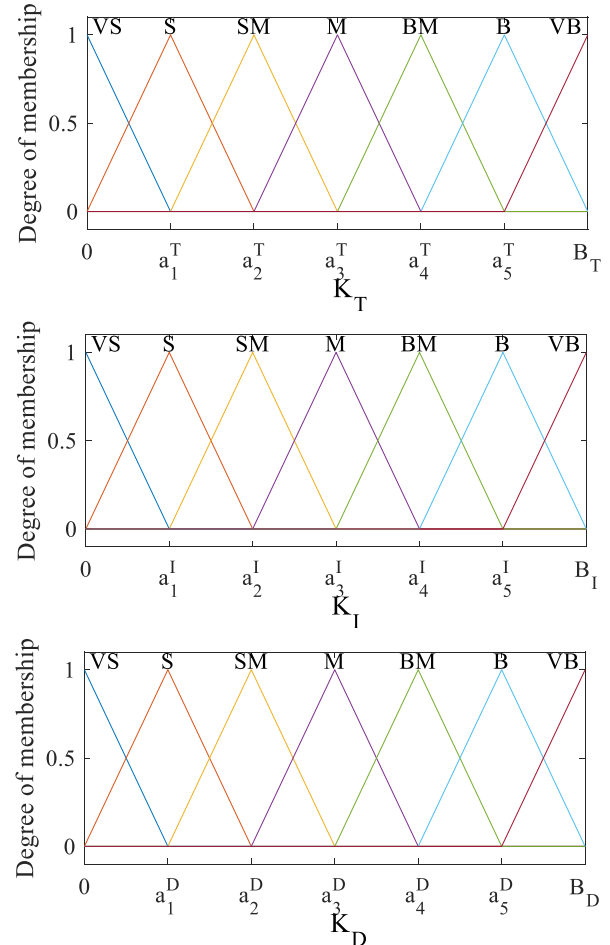 VS S SM M BM B VB
1
0.5
0
Degree of membership
0 a₁ᵀ a₂ᵀ a₃ᵀ a₄ᵀ a₅ᵀ B_T
K_T
VS S SM M BM B VB
1
0.5
0
Degree of membership
0 a₁ᴵ a₂ᴵ a₃ᴵ a₄ᴵ a₅ᴵ B_I
K_I
VS S SM M BM B VB
1
0.5
0
Degree of membership
0 a₁ᴰ a₂ᴰ a₃ᴰ a₄ᴰ a₅ᴰ B_D
K_D